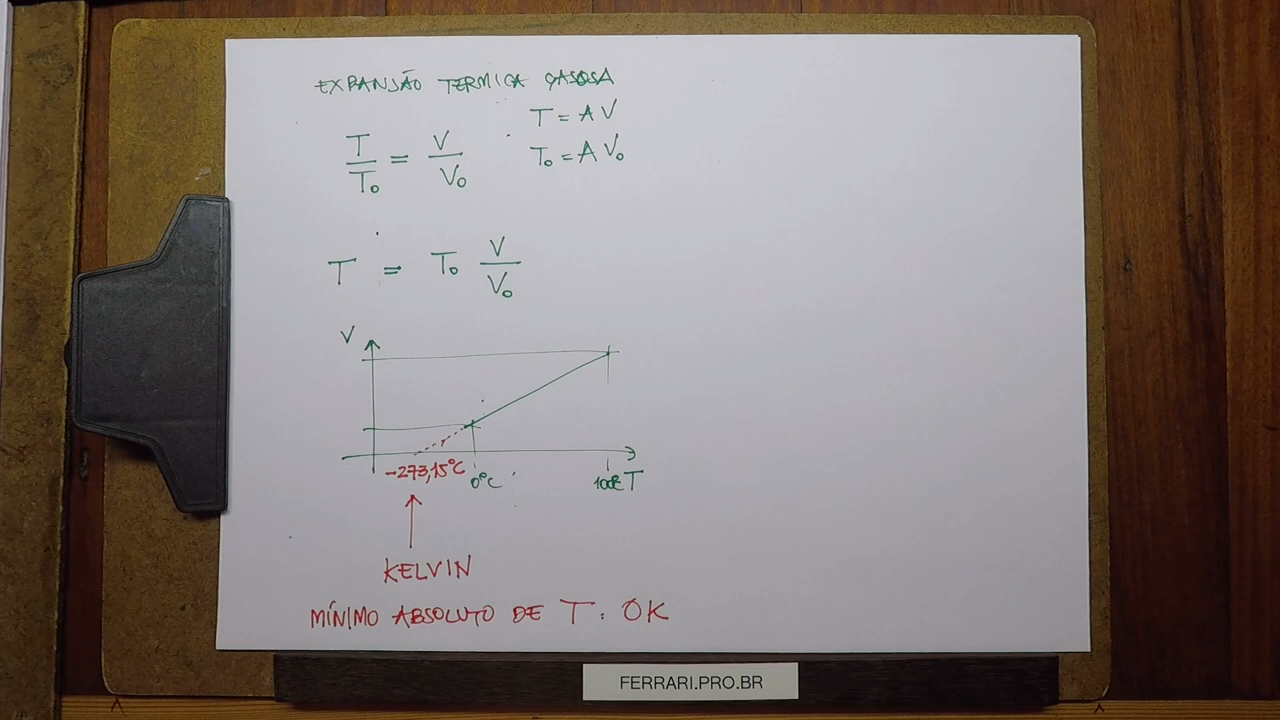 EXPANSÃO TERMICA GASOSA
T = A V
T₀ = A V₀
T/T₀ = V/V₀
T = T₀ V/V₀
V
-273,15°C
0°C
100°C
T
KELVIN
MÍNIMO ABSOLUTO DE T: 0K
FERRARI.PRO.BR